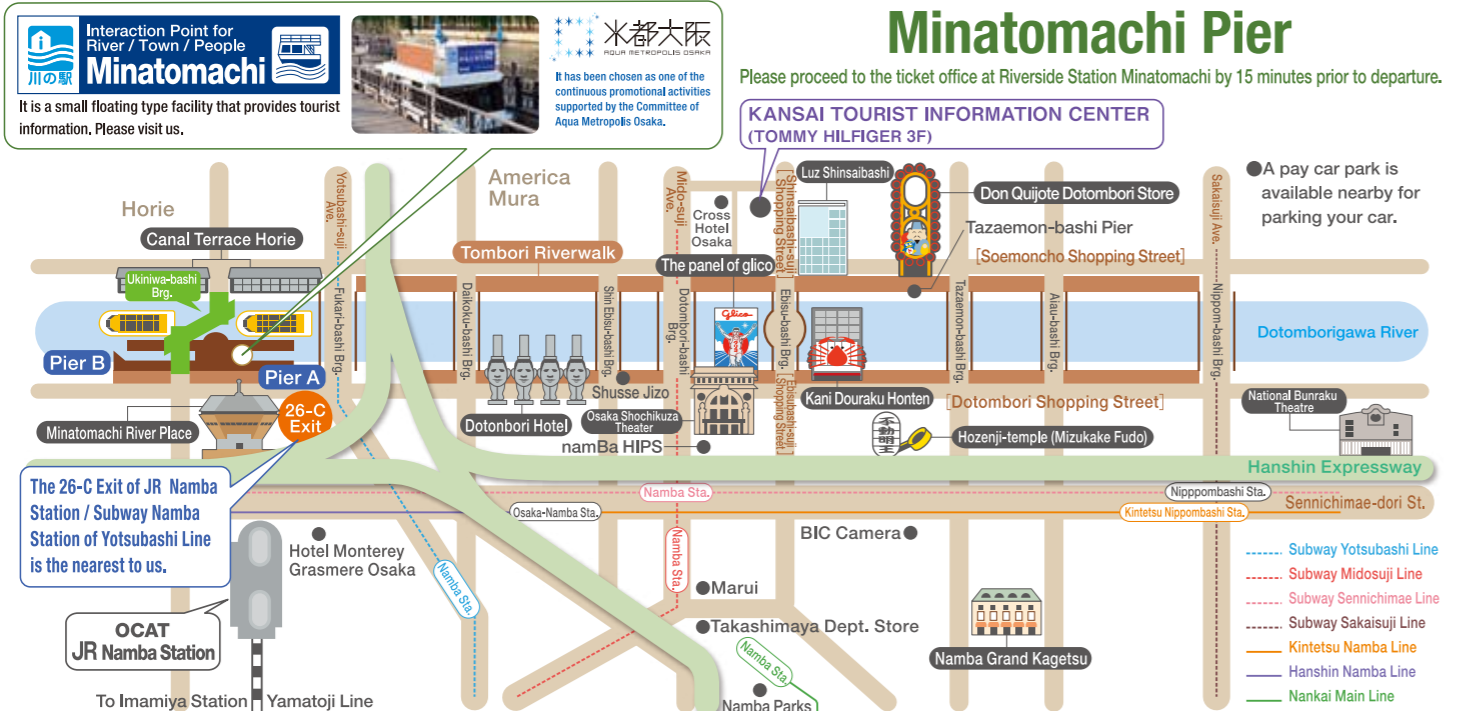 Interaction Point for
River / Town / People
Minatomachi
川の駅
It is a small floating type facility that provides tourist
information. Please visit us.
水都大阪
AQUA METROPOLIS OSAKA
It has been chosen as one of the
continuous promotional activities
supported by the Committee of
Aqua Metropolis Osaka.
Minatomachi Pier
Please proceed to the ticket office at Riverside Station Minatomachi by 15 minutes prior to departure.
KANSAI TOURIST INFORMATION CENTER
(TOMMY HILFIGER 3F)
●A pay car park is
available nearby for
parking your car.
Horie
Canal Terrace Horie
Ukiniwa-bashi
Brg.
Yotsubashi-suji
Ave.
America
Mura
Tombori Riverwalk
Mido-suji
Ave.
Cross
Hotel
Osaka
The panel of glico
[Shinsaibashi-suji
Shopping Street]
Luz Shinsaibashi
Don Quijote Dotombori Store
Tazaemon-bashi Pier
[Soemoncho Shopping Street]
Sakaisuji Ave.
Fukari-bashi Brg.
Daikoku-bashi Brg.
Shin Ebisu-bashi Brg.
Dotombori-bashi
Brg.
Glico
Ebisu-bashi Brg.
Tazaemon-bashi Brg.
Aiau-bashi Brg.
Nippom-bashi Brg.
Dotomborigawa River
Pier B
Pier A
26-C
Exit
Minatomachi River Place
Dotonbori Hotel
Shusse Jizo
Osaka Shochikuza
Theater
namBa HIPS
[Ebisubashi-suji
Shopping Street]
Kani Douraku Honten
[Dotombori Shopping Street]
不動明王
Hozenji-temple (Mizukake Fudo)
National Bunraku
Theatre
Hanshin Expressway
The 26-C Exit of JR Namba
Station / Subway Namba
Station of Yotsubashi Line
is the nearest to us.
Namba Sta.
Nipppombashi Sta.
Sennichimae-dori St.
Osaka-Namba Sta.
Kintetsu Nippombashi Sta.
Hotel Monterey
Grasmere Osaka
Namba Sta.
Namba Sta.
BIC Camera
Marui
Takashimaya Dept. Store
Namba Sta.
Namba Parks
Namba Grand Kagetsu
OCAT
JR Namba Station
To Imamiya Station
Yamatoji Line
Subway Yotsubashi Line
Subway Midosuji Line
Subway Sennichimae Line
Subway Sakaisuji Line
Kintetsu Namba Line
Hanshin Namba Line
Nankai Main Line